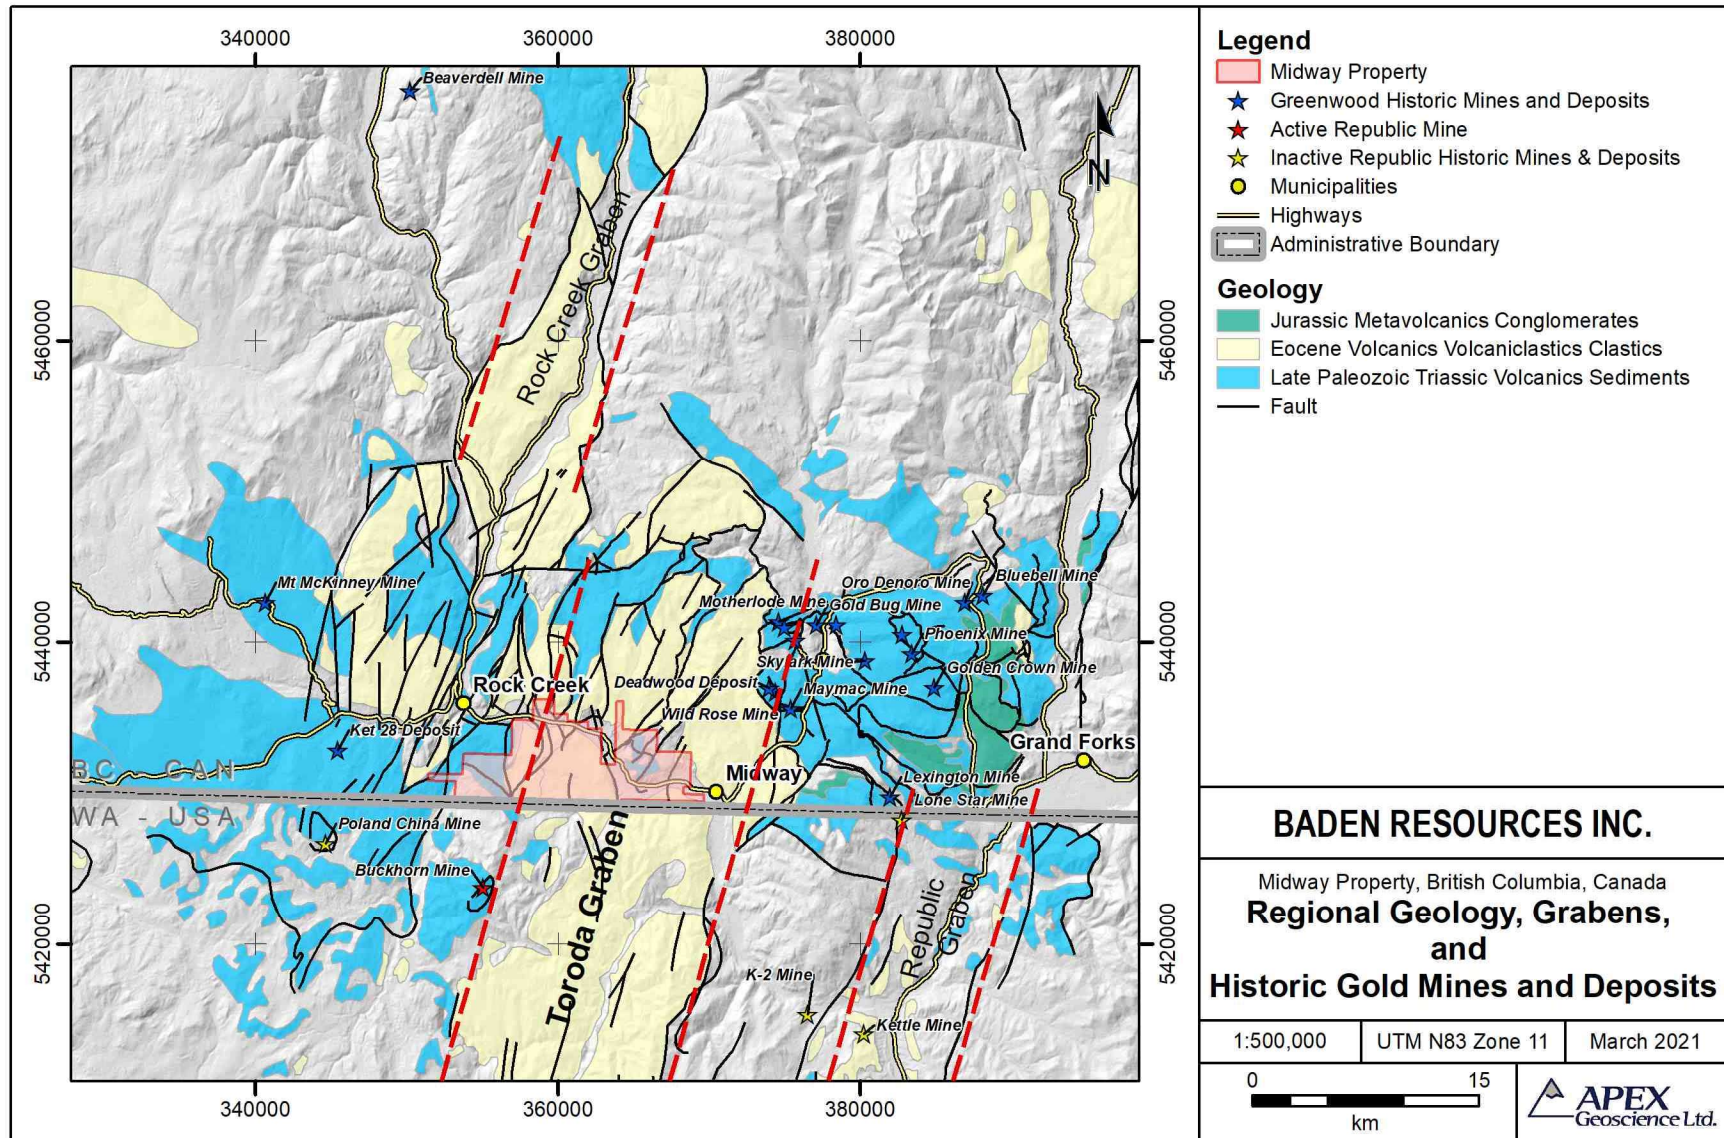 340000
360000
380000
Beaverdell Mine
N
Rock Creek Graben
5460000
5460000
Mt McKinney Mine
Oro Denoro Mine
Bluebell Mine
Motherlode Mine
Gold Bug Mine
5440000
5440000
Phoenix Mine
Skylark Mine
Golden Crown Mine
Rock Creek
Deadwood Deposit
Maymac Mine
Wild Rose Mine
Ket 28 Deposit
Grand Forks
BC - CAN
Midway
Lexington Mine
Lone Star Mine
WA - USA
Poland China Mine
Buckhorn Mine
Toroda Graben
Republic
Graben
5420000
5420000
K-2 Mine
Kettle Mine
340000
360000
380000
Legend
Midway Property
Greenwood Historic Mines and Deposits
Active Republic Mine
Inactive Republic Historic Mines & Deposits
Municipalities
Highways
Administrative Boundary
Geology
Jurassic Metavolcanics Conglomerates
Eocene Volcanics Volcaniclastics Clastics
Late Paleozoic Triassic Volcanics Sediments
Fault
BADEN RESOURCES INC.
Midway Property, British Columbia, Canada
Regional Geology, Grabens,
and
Historic Gold Mines and Deposits
1:500,000
UTM N83 Zone 11
March 2021
0
15
km
APEX
Geoscience Ltd.